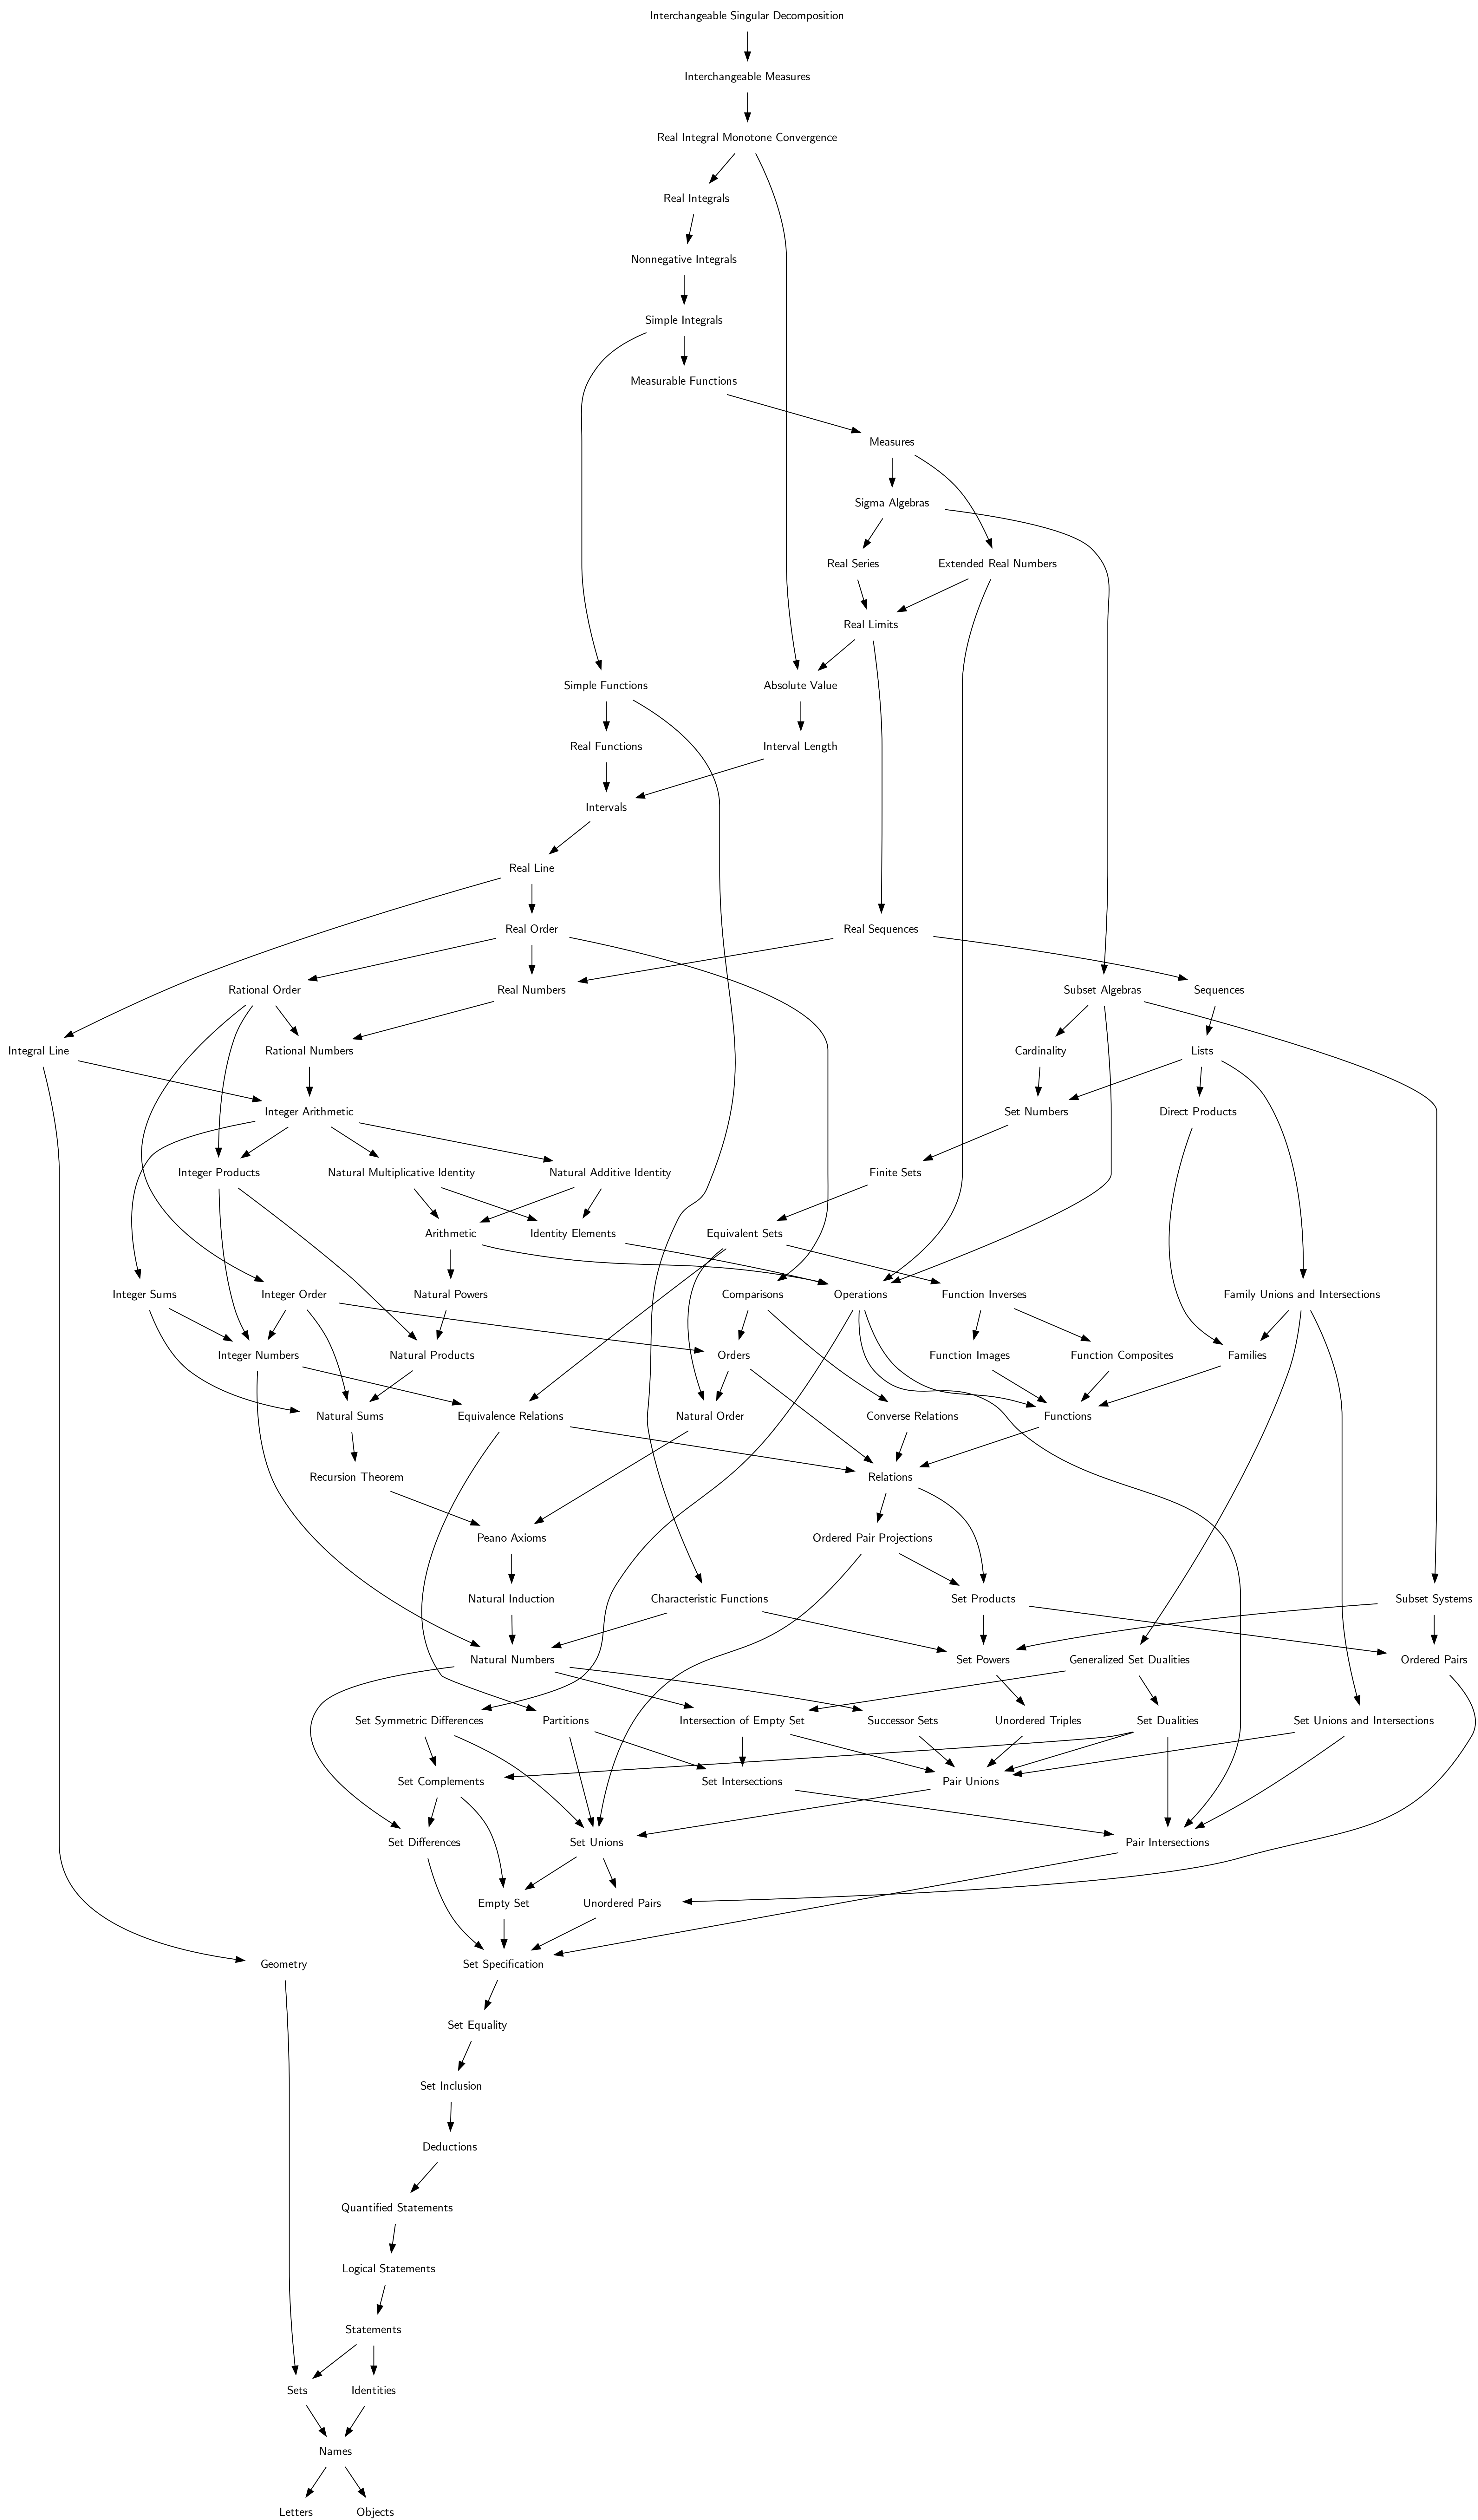 Interchangeable Singular Decomposition
Interchangeable Measures
Real Integral Monotone Convergence
Real Integrals
Nonnegative Integrals
Simple Integrals
Measurable Functions
Measures
Sigma Algebras
Real Series
Extended Real Numbers
Real Limits
Simple Functions
Absolute Value
Real Functions
Interval Length
Intervals
Real Line
Real Order
Real Sequences
Rational Order
Real Numbers
Subset Algebras
Sequences
Integral Line
Rational Numbers
Cardinality
Lists
Integer Arithmetic
Set Numbers
Direct Products
Integer Products
Natural Multiplicative Identity
Natural Additive Identity
Finite Sets
Arithmetic
Identity Elements
Equivalent Sets
Integer Sums
Integer Order
Natural Powers
Comparisons
Operations
Function Inverses
Family Unions and Intersections
Integer Numbers
Natural Products
Orders
Function Images
Function Composites
Families
Natural Sums
Equivalence Relations
Natural Order
Converse Relations
Functions
Recursion Theorem
Relations
Peano Axioms
Ordered Pair Projections
Natural Induction
Characteristic Functions
Set Products
Subset Systems
Natural Numbers
Set Powers
Generalized Set Dualities
Ordered Pairs
Set Symmetric Differences
Partitions
Intersection of Empty Set
Successor Sets
Unordered Triples
Set Dualities
Set Unions and Intersections
Set Complements
Set Intersections
Pair Unions
Set Differences
Set Unions
Pair Intersections
Empty Set
Unordered Pairs
Geometry
Set Specification
Set Equality
Set Inclusion
Deductions
Quantified Statements
Logical Statements
Statements
Sets
Identities
Names
Letters
Objects